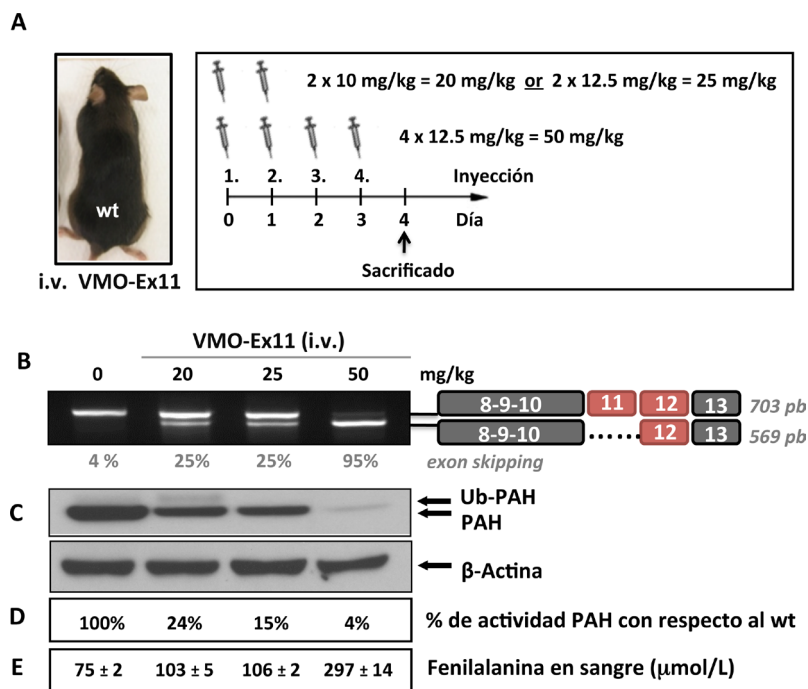 A
wt
i.v. VMO-Ex11
2 x 10 mg/kg = 20 mg/kg or 2 x 12.5 mg/kg = 25 mg/kg
4 x 12.5 mg/kg = 50 mg/kg
1. 2. 3. 4. Inyección
0 1 2 3 4 Día
Sacrificado
B
VMO-Ex11 (i.v.)
0 20 25 50 mg/kg
8-9-10 11 12 13 703 pb
8-9-10 12 13 569 pb
4 % 25% 25% 95% exon skipping
C
Ub-PAH
PAH
β-Actina
D 100% 24% 15% 4% % de actividad PAH con respecto al wt
E 75 ± 2 103 ± 5 106 ± 2 297 ± 14 Fenilalanina en sangre (μmol/L)